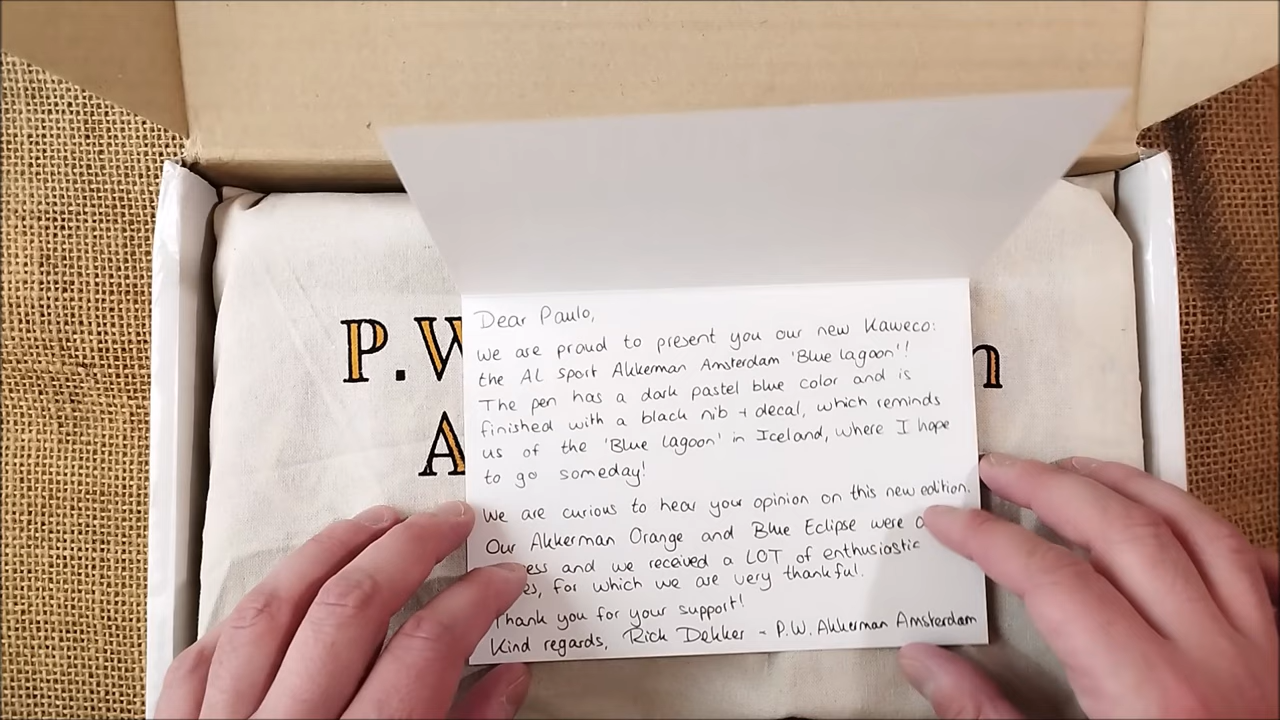 P.W
n
A
Dear Paulo,
We are proud to present you our new Kaweco:
the AL Sport Akkerman Amsterdam 'Blue lagoon'!
The pen has a dark pastel blue color and is
finished with a black nib + decal, which reminds
us of the 'Blue lagoon' in Iceland, where I hope
to go someday!
We are curious to hear your opinion on this new edition.
Our Akkerman Orange and Blue Eclipse were
ess and we received a LOT of enthusiastic
es, for which we are very thankful.
Thank you for your support!
Kind regards, Rick Dekker - P.W. Akkerman Amsterdam